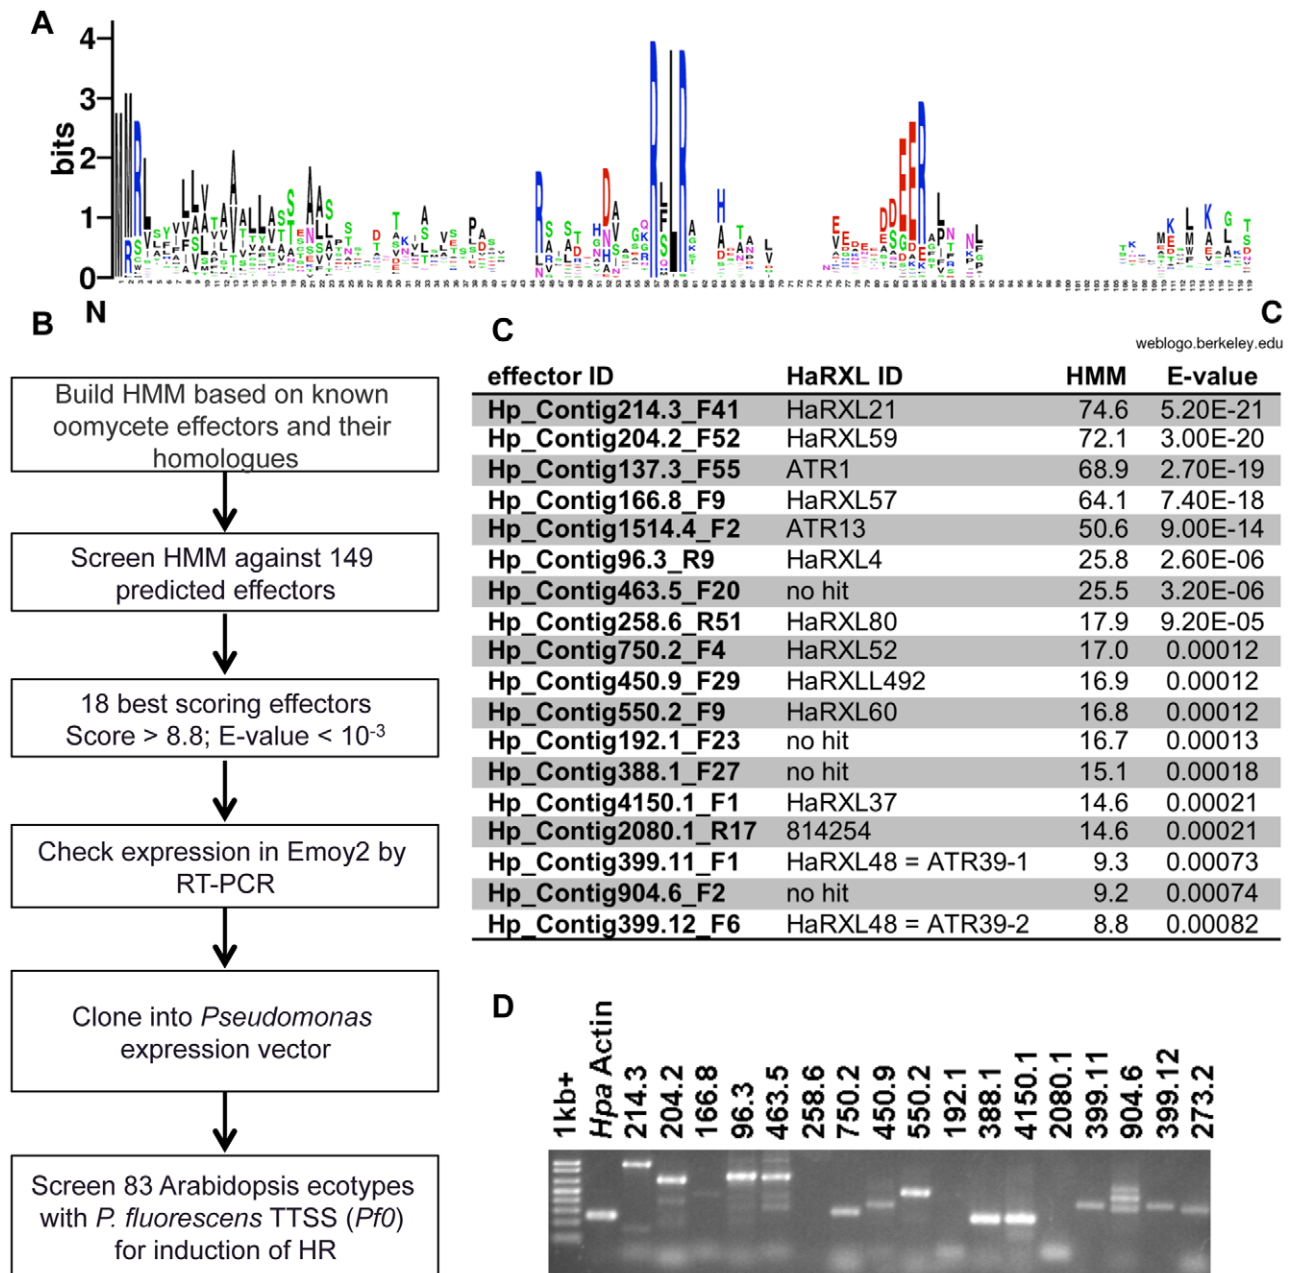 A
bits
4
3
2
1
0
N
C
weblogo.berkeley.edu
B
Build HMM based on known
oomycete effectors and their
homologues
Screen HMM against 149
predicted effectors
18 best scoring effectors
Score > 8.8; E-value < 10-3
Check expression in Emoy2 by
RT-PCR
Clone into Pseudomonas
expression vector
Screen 83 Arabidopsis ecotypes
with P. fluorescens TTSS (Pf0)
for induction of HR
C
effector ID HaRXL ID HMM E-value
Hp_Contig214.3_F41 HaRXL21 74.6 5.20E-21
Hp_Contig204.2_F52 HaRXL59 72.1 3.00E-20
Hp_Contig137.3_F55 ATR1 68.9 2.70E-19
Hp_Contig166.8_F9 HaRXL57 64.1 7.40E-18
Hp_Contig1514.4_F2 ATR13 50.6 9.00E-14
Hp_Contig96.3_R9 HaRXL4 25.8 2.60E-06
Hp_Contig463.5_F20 no hit 25.5 3.20E-06
Hp_Contig258.6_R51 HaRXL80 17.9 9.20E-05
Hp_Contig750.2_F4 HaRXL52 17.0 0.00012
Hp_Contig450.9_F29 HaRXLL492 16.9 0.00012
Hp_Contig550.2_F9 HaRXL60 16.8 0.00012
Hp_Contig192.1_F23 no hit 16.7 0.00013
Hp_Contig388.1_F27 no hit 15.1 0.00018
Hp_Contig4150.1_F1 HaRXL37 14.6 0.00021
Hp_Contig2080.1_R17 814254 14.6 0.00021
Hp_Contig399.11_F1 HaRXL48 = ATR39-1 9.3 0.00073
Hp_Contig904.6_F2 no hit 9.2 0.00074
Hp_Contig399.12_F6 HaRXL48 = ATR39-2 8.8 0.00082
D
1kb+
Hpa Actin
214.3
204.2
166.8
96.3
463.5
258.6
750.2
450.9
550.2
192.1
388.1
4150.1
2080.1
399.11
904.6
399.12
273.2